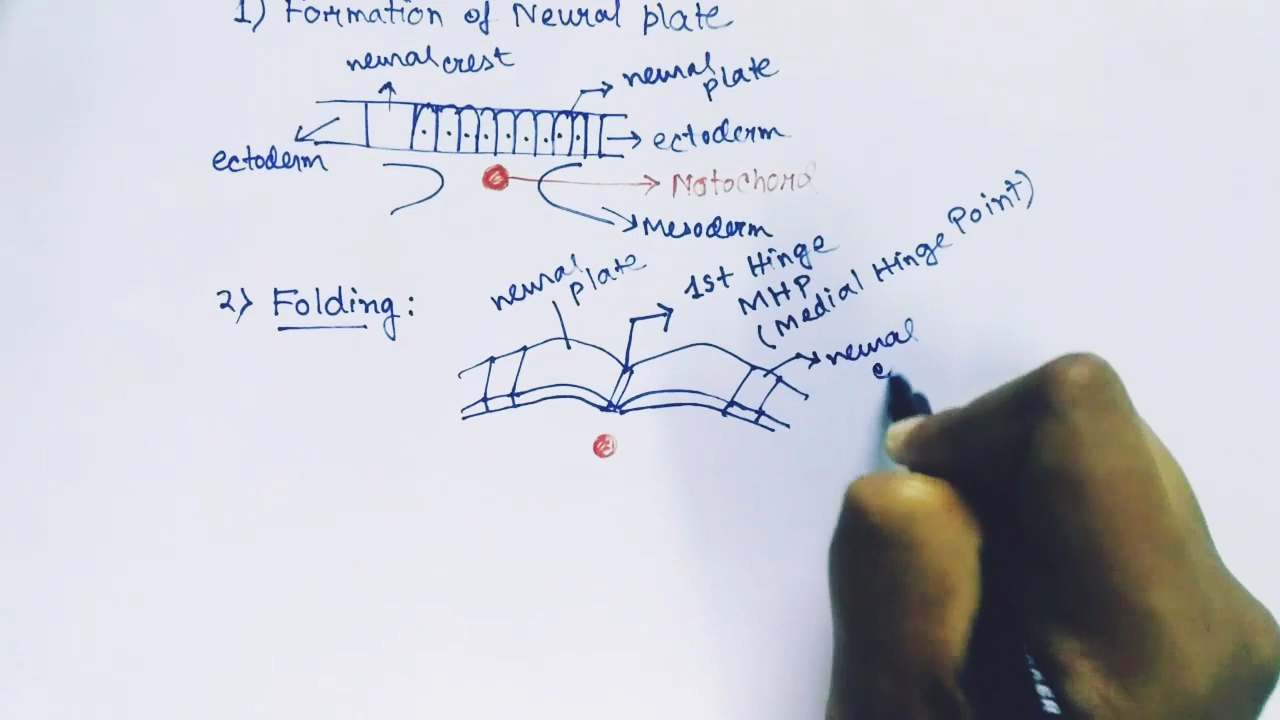 1) Formation of Neural plate
neural crest
neural
plate
ectoderm
ectoderm
Notochord
Mesoderm
2) Folding:
neural
plate
1st Hinge
MHP
(Medial Hinge Point)
neural
c